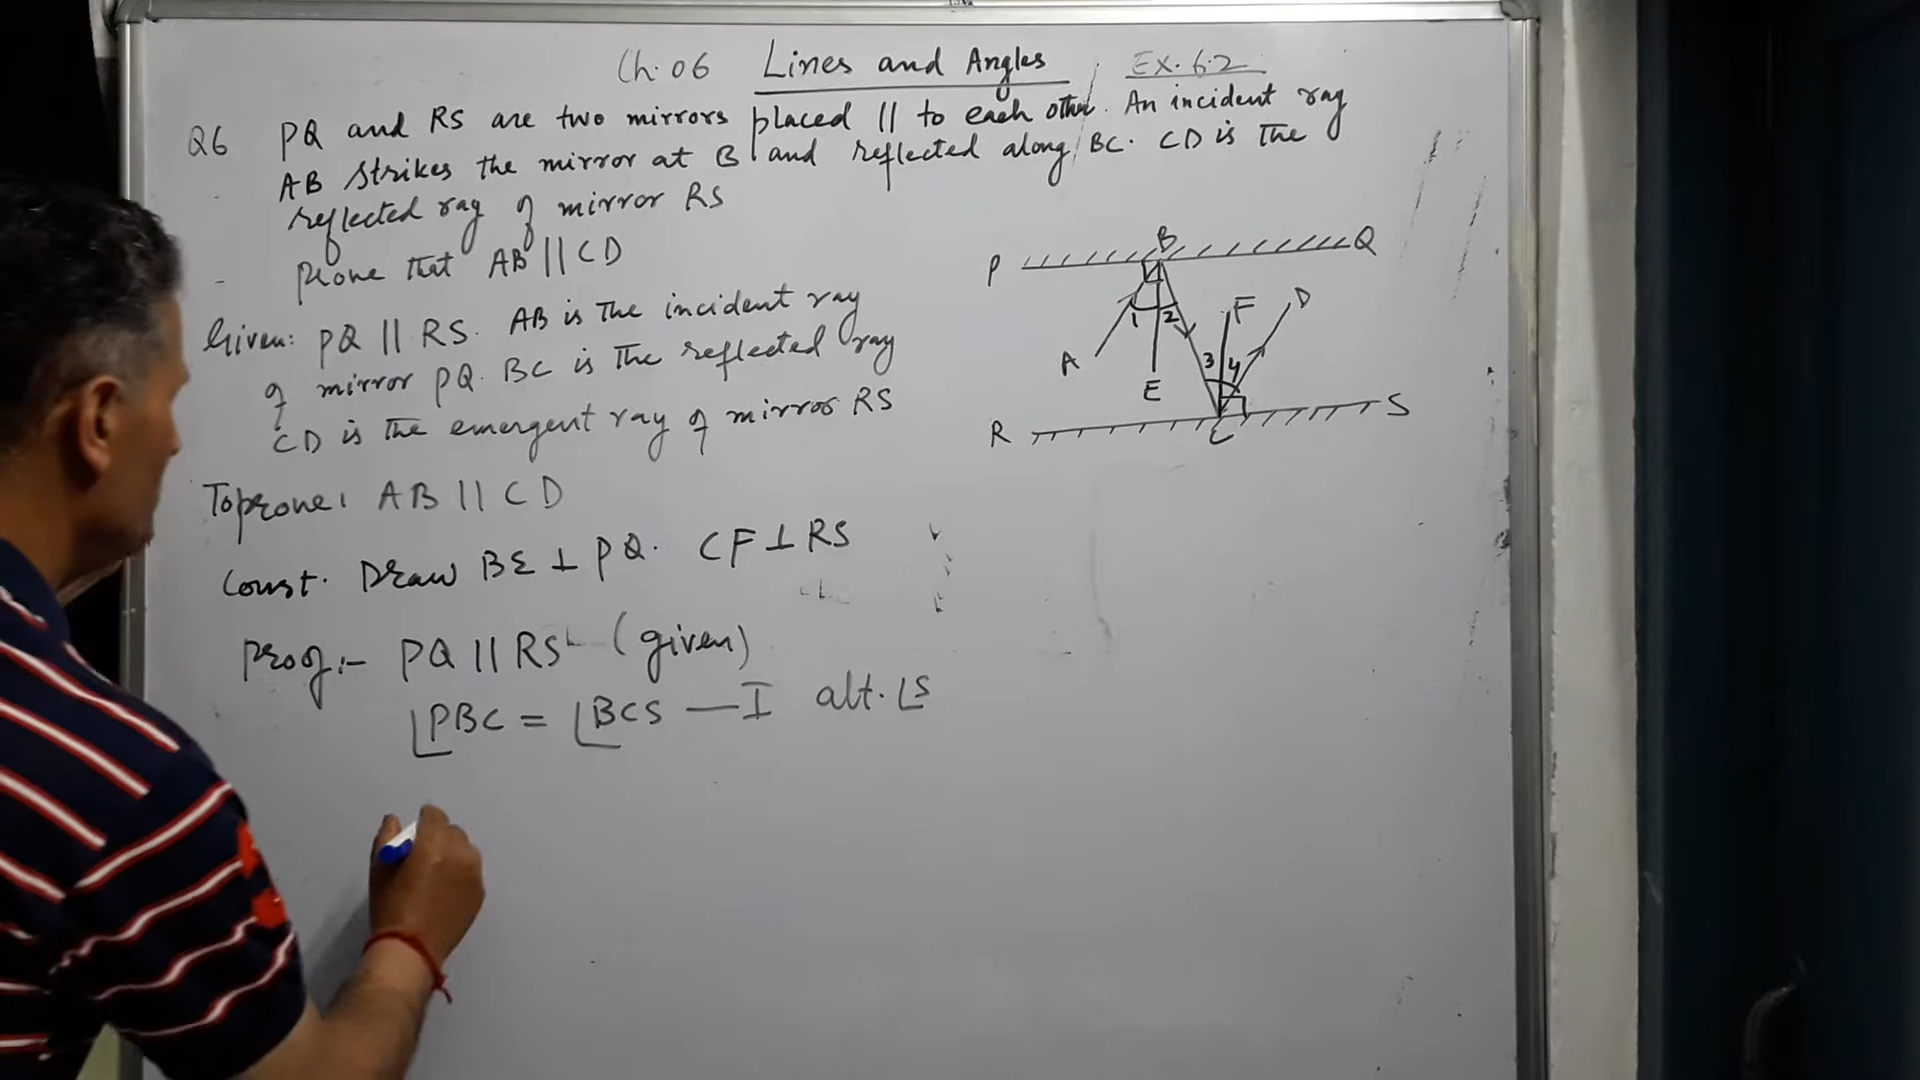 Ch. 06 Lines and Angles Ex. 6.2
Q6 PQ and RS are two mirrors placed || to each other. An incident ray
AB strikes the mirror at B and reflected along BC. CD is the
reflected ray of mirror RS
Prove that AB || CD
Given: PQ || RS. AB is the incident ray
of mirror PQ. BC is the reflected ray
CD is the emergent ray of mirror RS
To prove: AB || CD
Const. Draw BE ⊥ PQ. CF ⊥ RS
Proof:- PQ || RS (given)
∠PBC = ∠BCS — I alt. ∠s
P B Q
A 1 2 E
3 4 F D
R C S